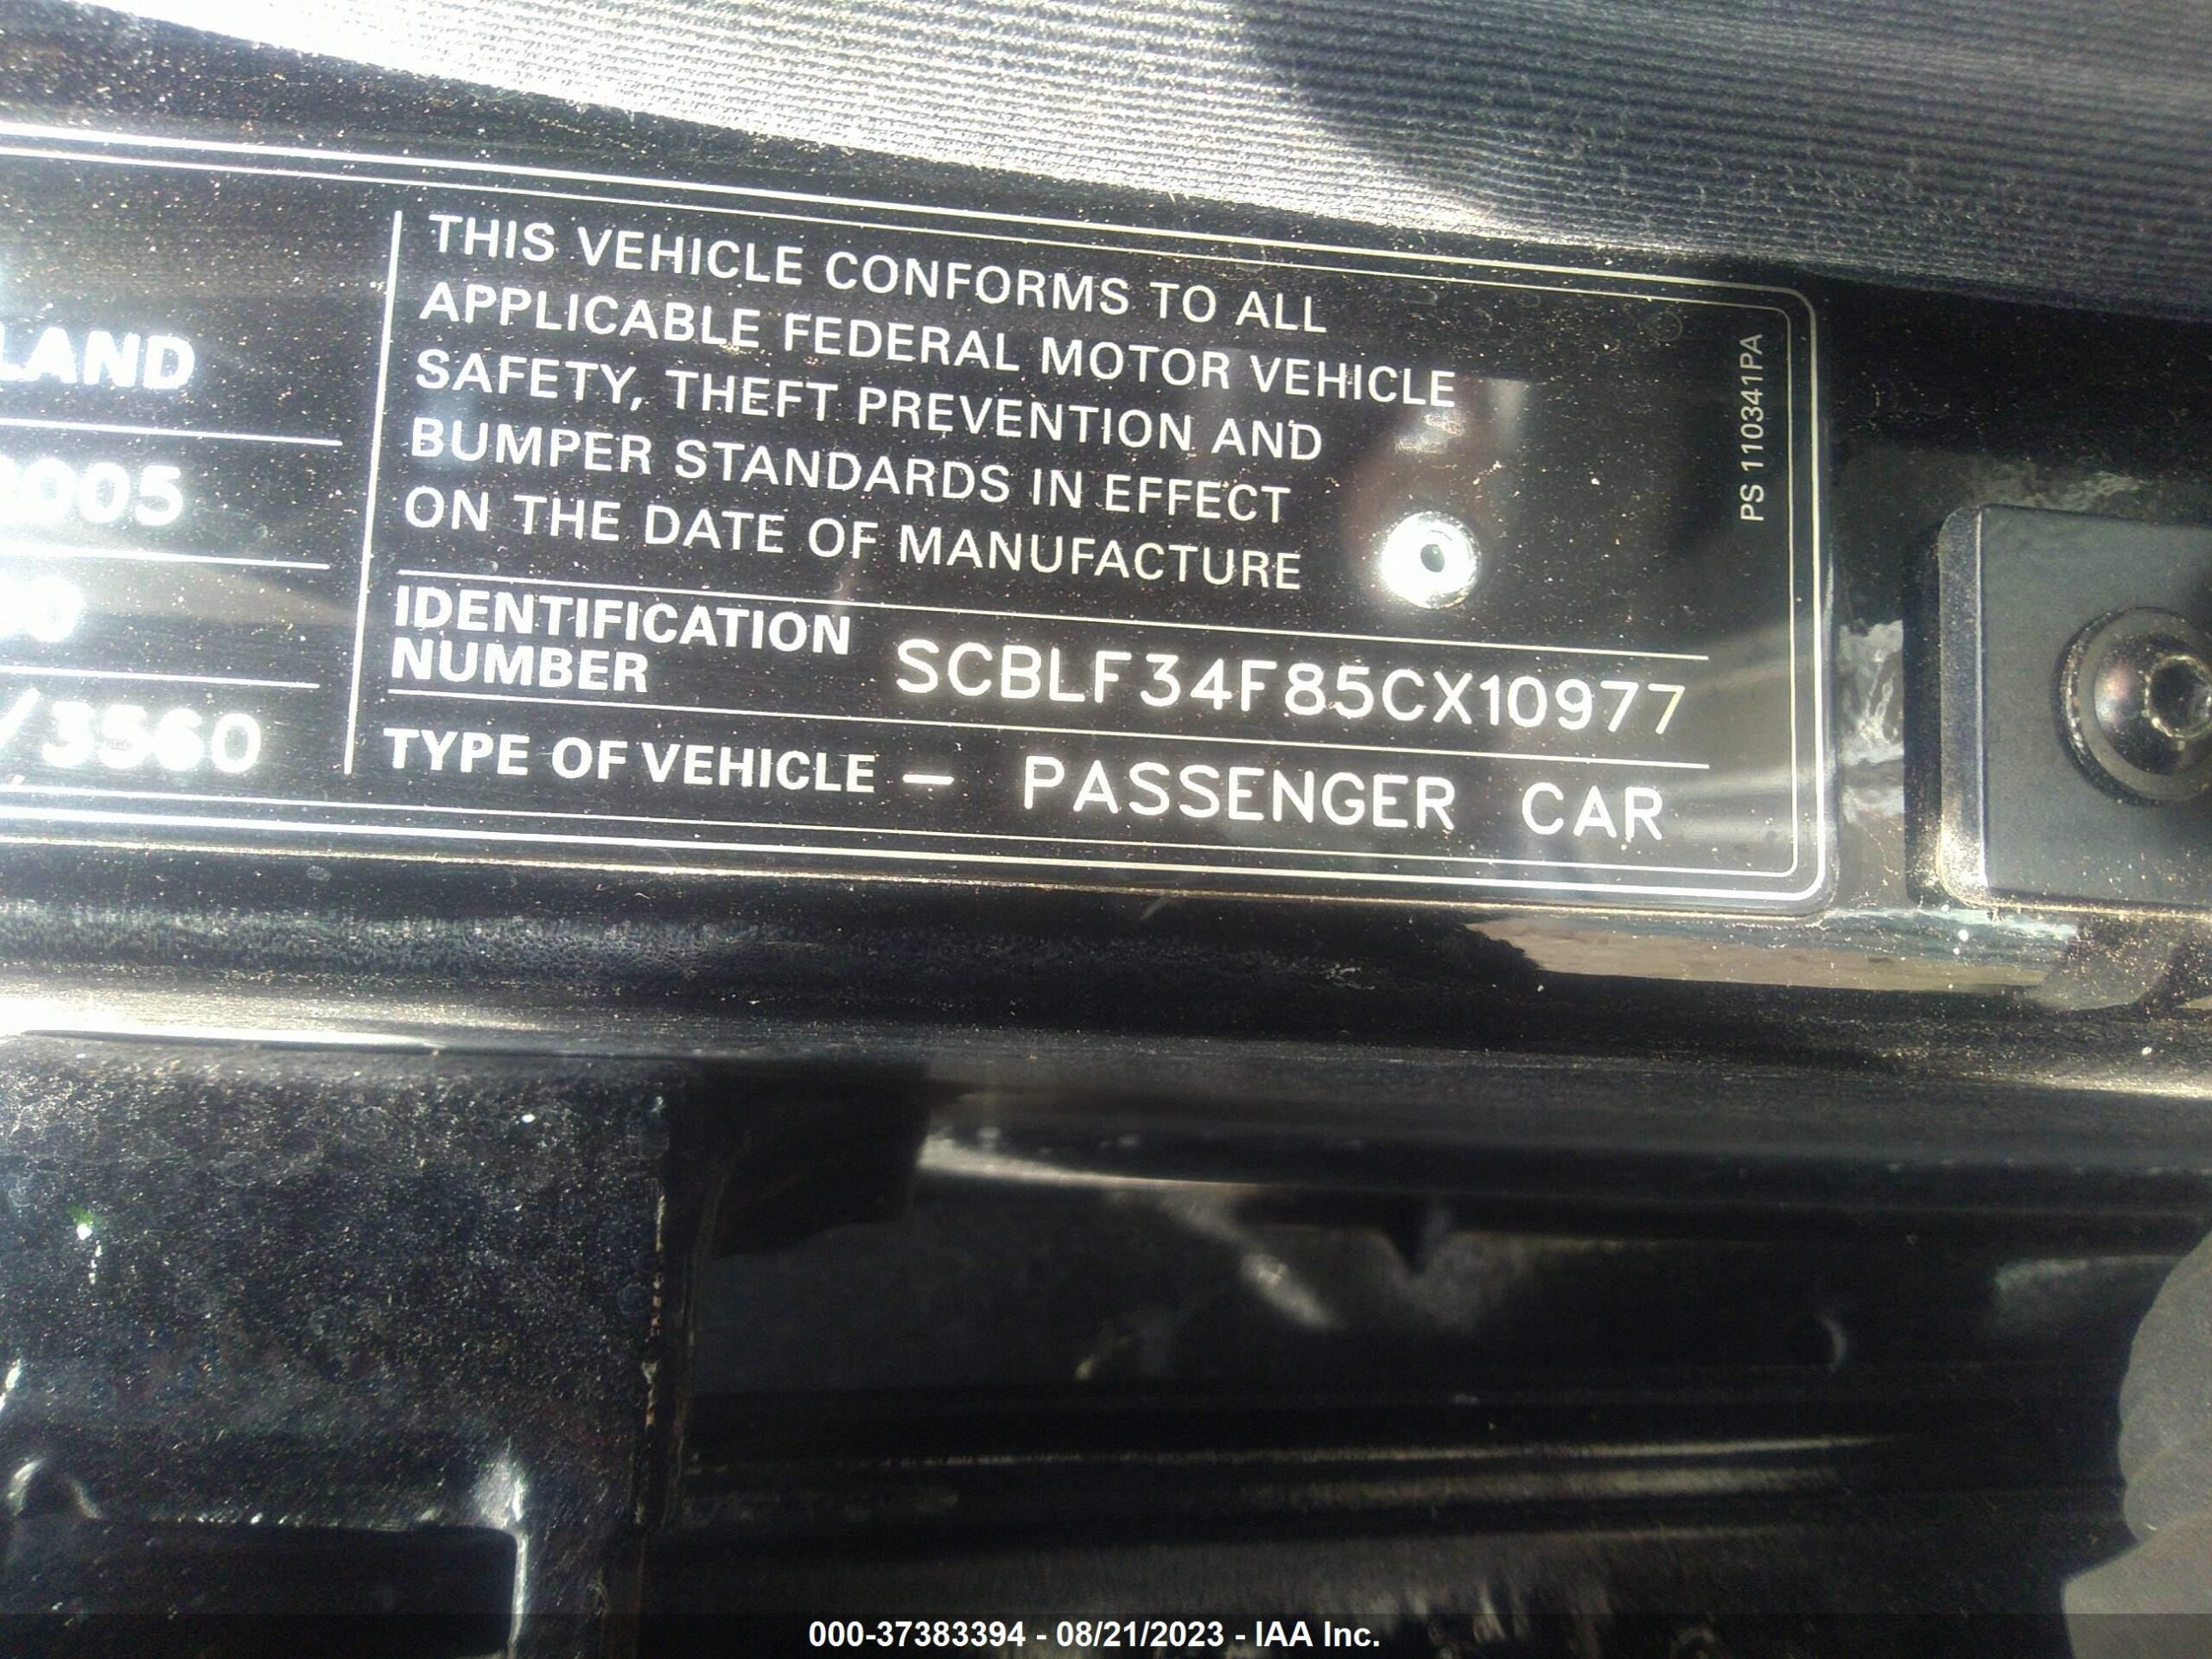 LAND
005
/3560
THIS VEHICLE CONFORMS TO ALL
APPLICABLE FEDERAL MOTOR VEHICLE
SAFETY, THEFT PREVENTION AND
BUMPER STANDARDS IN EFFECT
ON THE DATE OF MANUFACTURE
IDENTIFICATION
NUMBER SCBLF34F85CX10977
TYPE OF VEHICLE – PASSENGER CAR
PS 110341PA
000-37383394 - 08/21/2023 - IAA Inc.